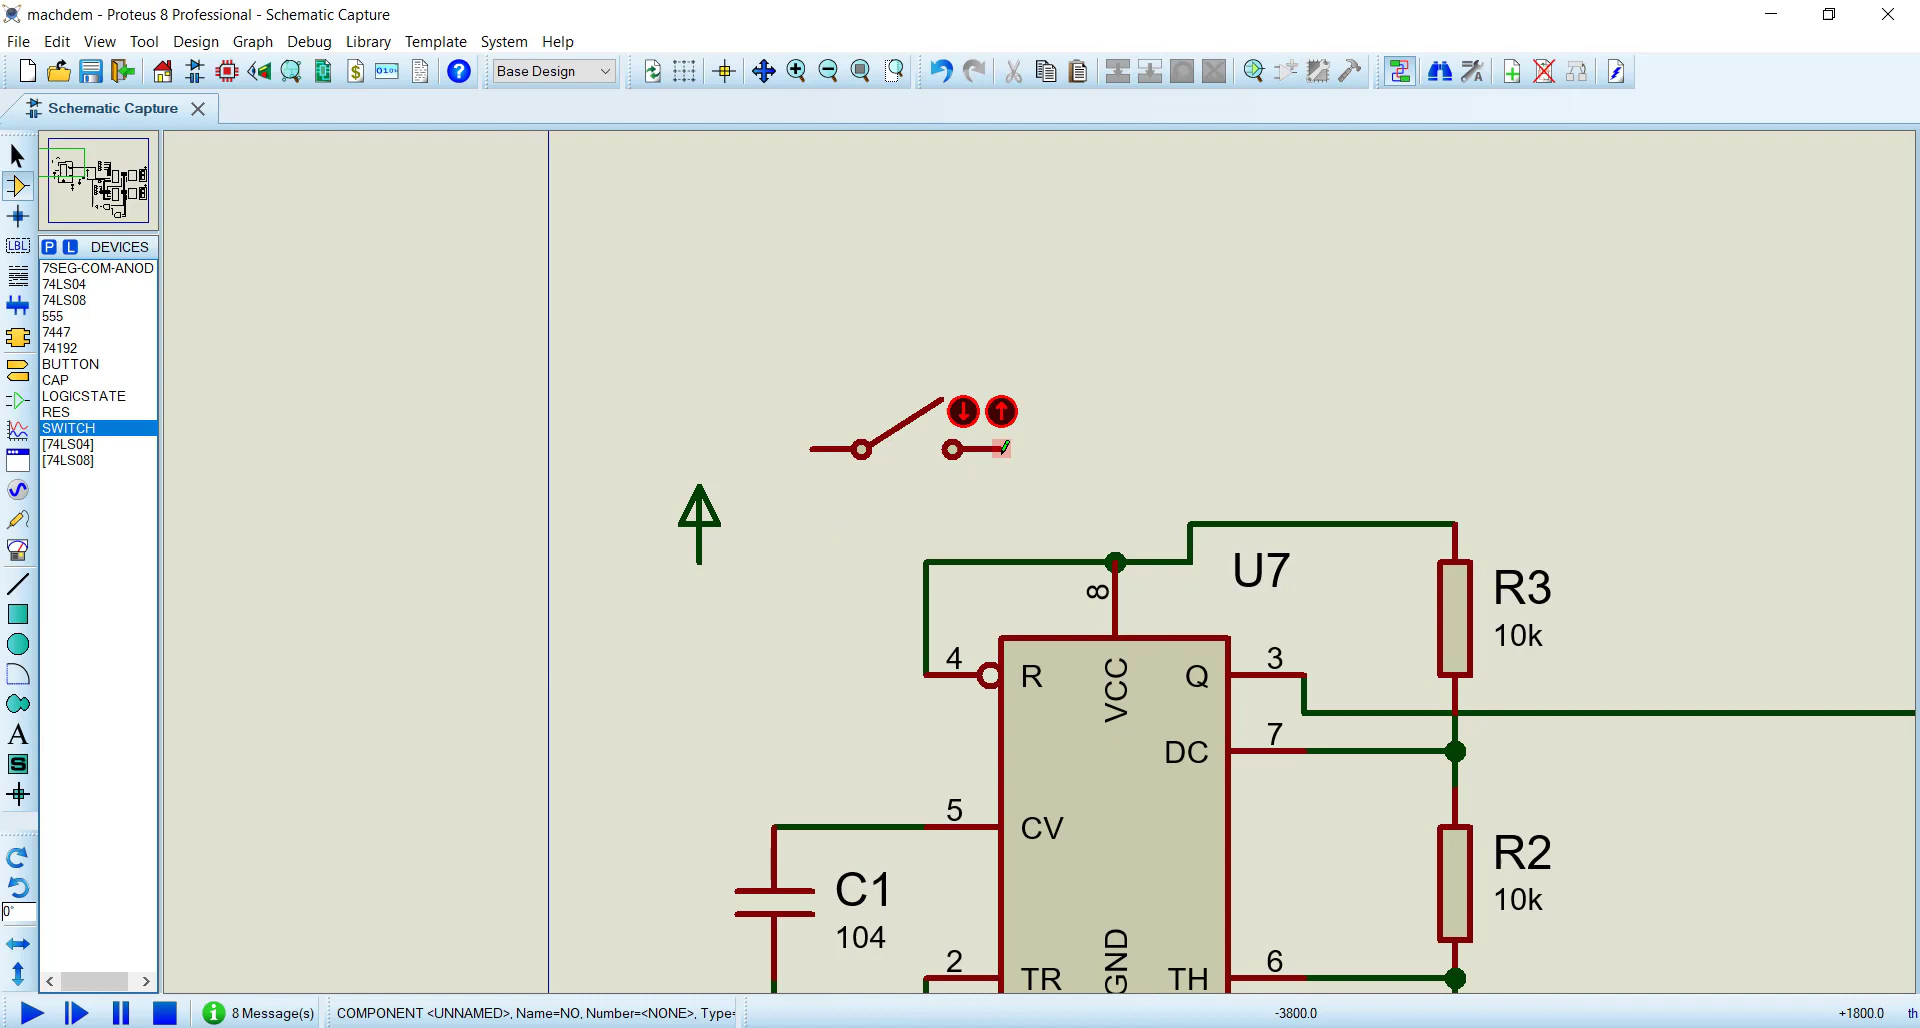 machdem - Proteus 8 Professional - Schematic Capture
File Edit View Tool Design Graph Debug Library Template System Help
$ 0101 ? Base Design
Schematic Capture
P L DEVICES
LBL
7SEG-COM-ANOD
74LS04
74LS08
555
7447
74192
BUTTON
CAP
LOGICSTATE
RES
SWITCH
[74LS04]
[74LS08]
A
S
0°
U7
8
R3
10k
4 R VCC Q 3
DC 7
5 CV
R2
10k
C1
104
2 TR GND TH 6
8 Message(s) COMPONENT <UNNAMED>, Name=NO, Number=<NONE>, Type= -3800.0 +1800.0 th